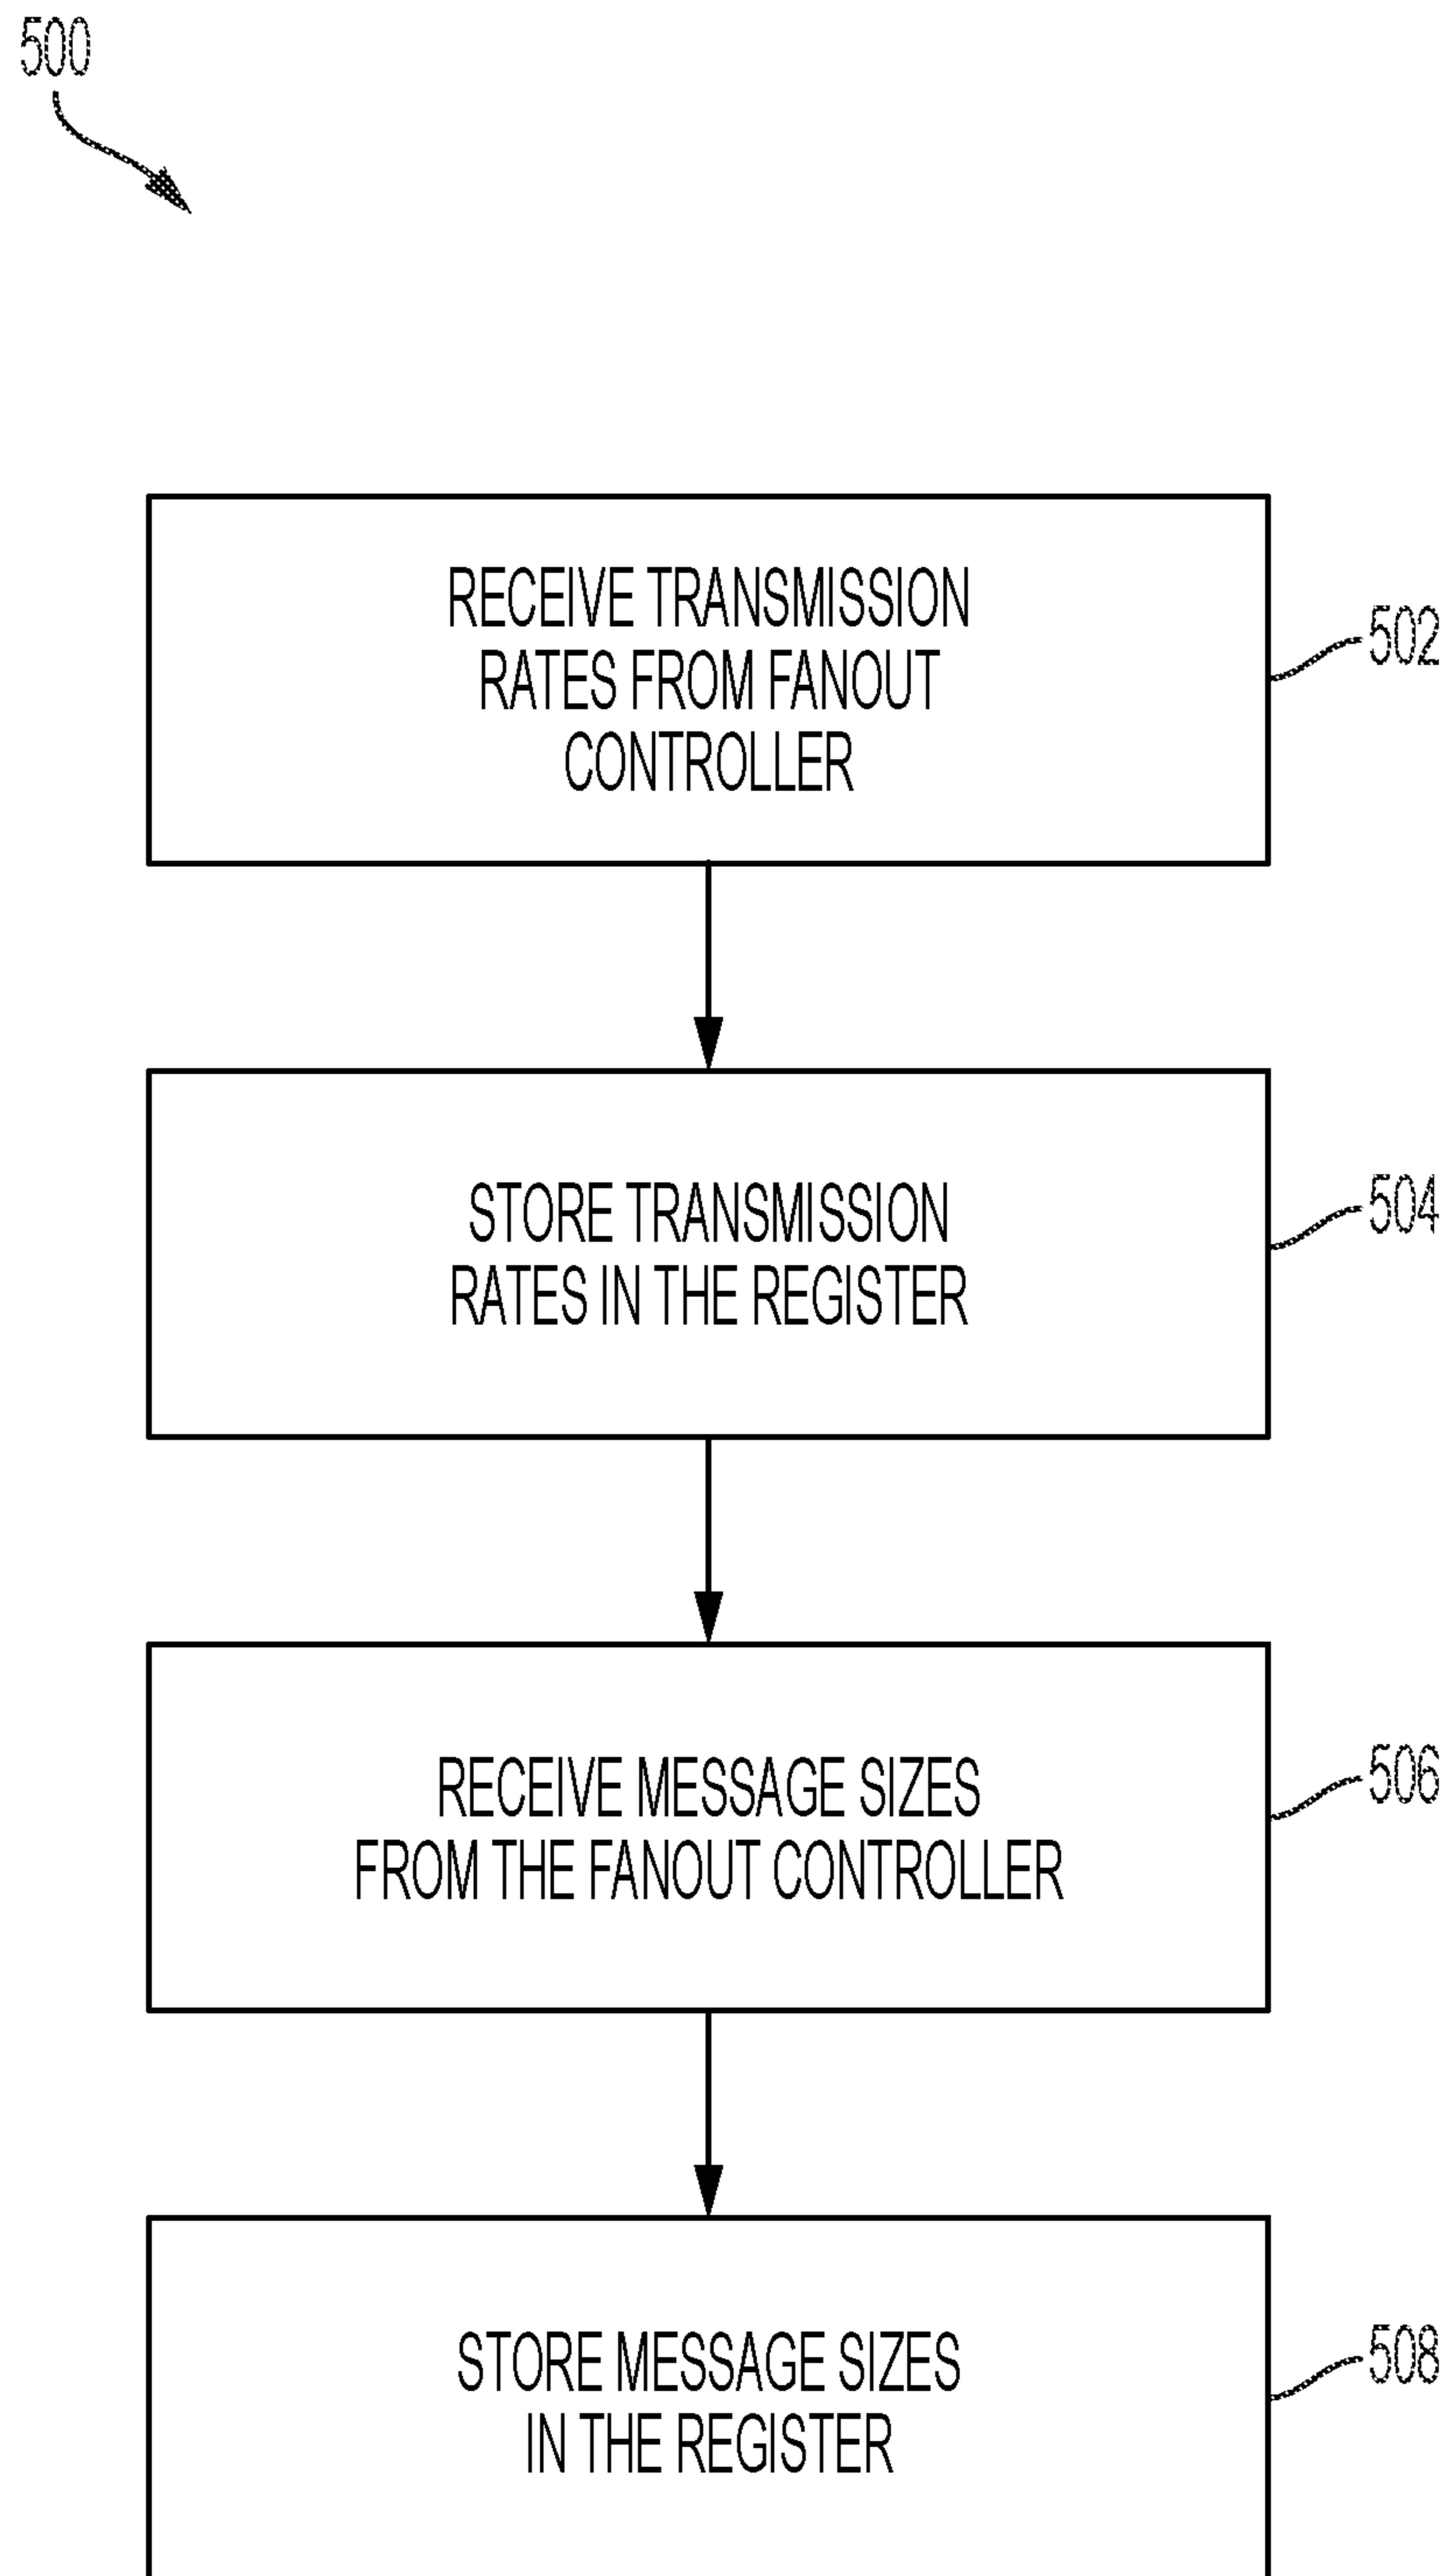 500
RECEIVE TRANSMISSION
RATES FROM FANOUT
CONTROLLER
502
STORE TRANSMISSION
RATES IN THE REGISTER
504
RECEIVE MESSAGE SIZES
FROM THE FANOUT CONTROLLER
506
STORE MESSAGE SIZES
IN THE REGISTER
508